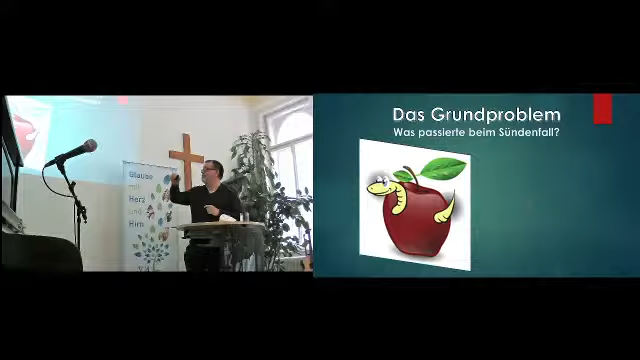 Glaube
mit
Herz
und
Hirn
Das Grundproblem
Was passierte beim Sündenfall?